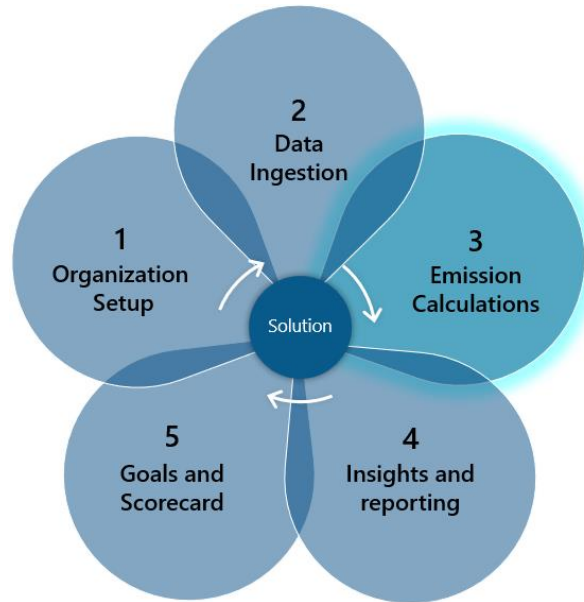 1
Organization
Setup
2
Data
Ingestion
3
Emission
Calculations
4
Insights and
reporting
5
Goals and
Scorecard
Solution